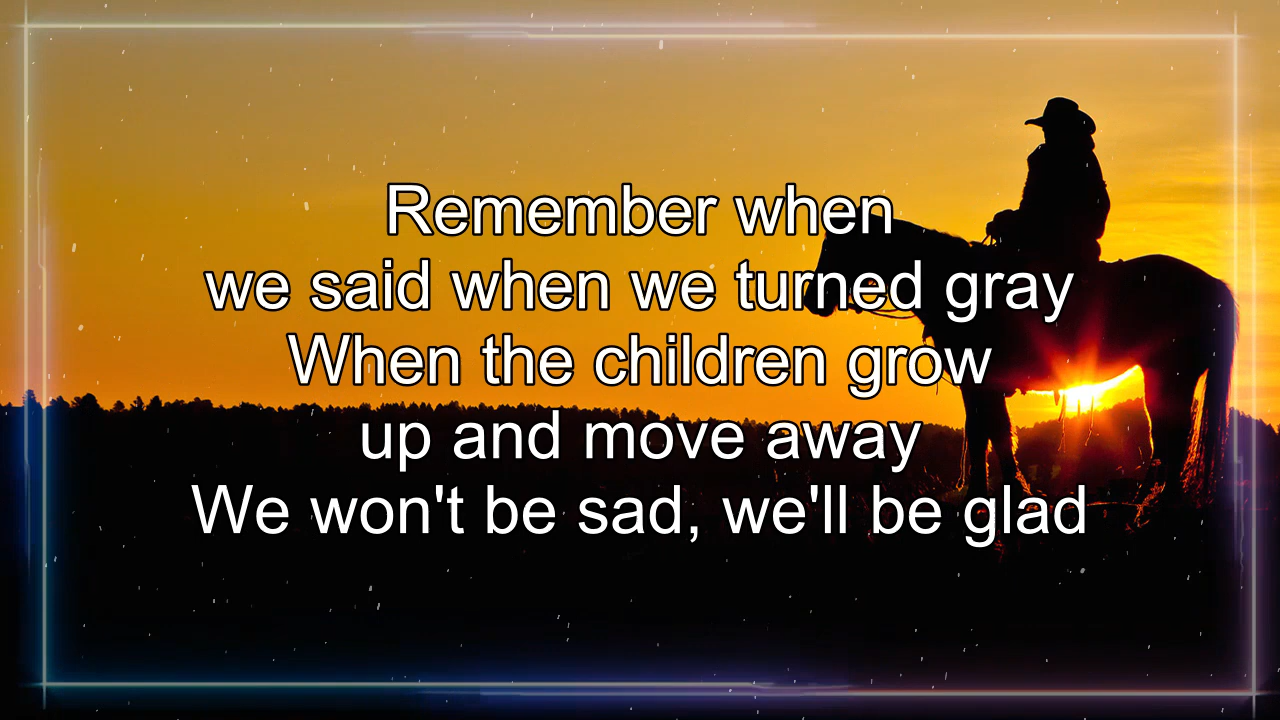 Remember when
we said when we turned gray
When the children grow
up and move away
We won't be sad, we'll be glad